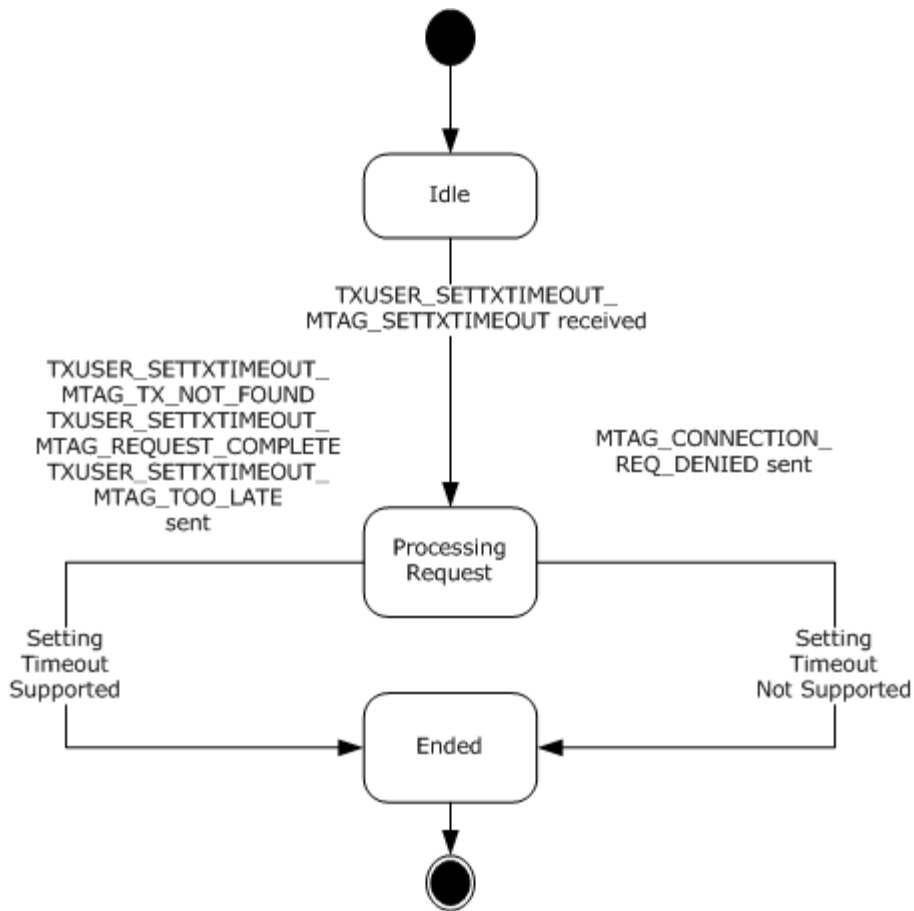 Idle
TXUSER_SETTXTIMEOUT_
MTAG_SETTXTIMEOUT received
TXUSER_SETTXTIMEOUT_
MTAG_TX_NOT_FOUND
TXUSER_SETTXTIMEOUT_
MTAG_REQUEST_COMPLETE
TXUSER_SETTXTIMEOUT_
MTAG_TOO_LATE
sent
MTAG_CONNECTION_
REQ_DENIED sent
Processing
Request
Setting
Timeout
Supported
Setting
Timeout
Not Supported
Ended